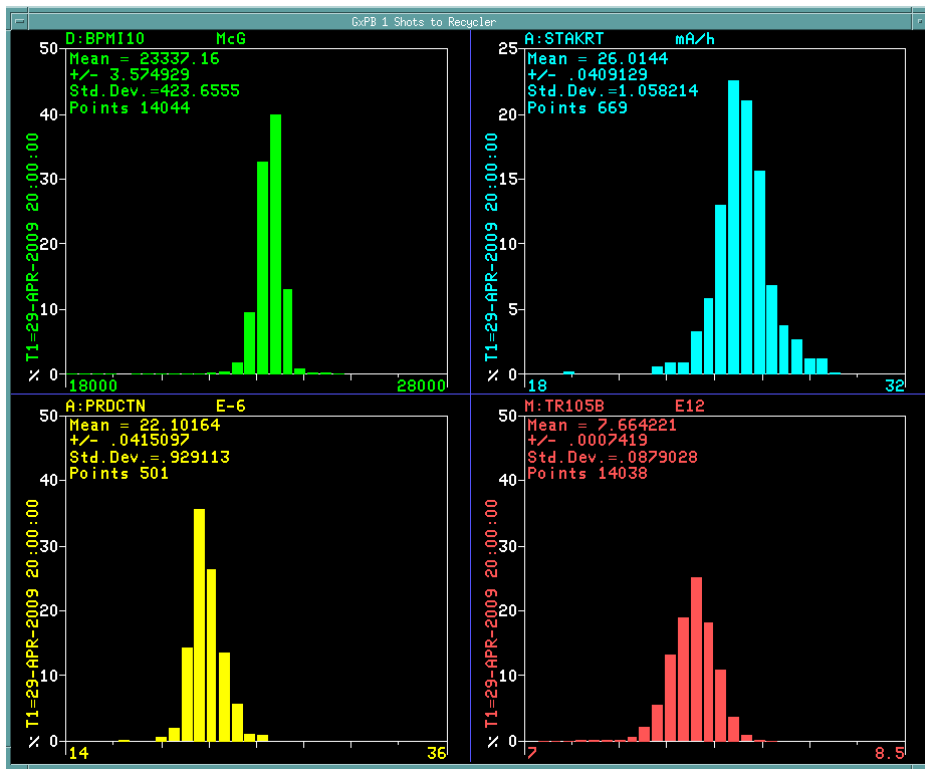 GxPB 1 Shots to Recycler
D:BPMI10 McG
Mean = 23337.16
+/- 3.574929
Std.Dev.=423.6555
Points 14044
50
40
30
20
10
0
% T1=29-APR-2009 20:00:00
18000 28000
A:STAKRT mA/h
Mean = 26.0144
+/- .0409129
Std.Dev.=1.058214
Points 669
25
20
15
10
5
0
% T1=29-APR-2009 20:00:00
18 32
A:PRDCTN E-6
Mean = 22.10164
+/- .0415097
Std.Dev.=.929113
Points 501
50
40
30
20
10
0
% T1=29-APR-2009 20:00:00
14 36
M:TR105B E12
Mean = 7.664221
+/- .0007419
Std.Dev.=.0879028
Points 14038
50
40
30
20
10
0
% T1=29-APR-2009 20:00:00
7 8.5